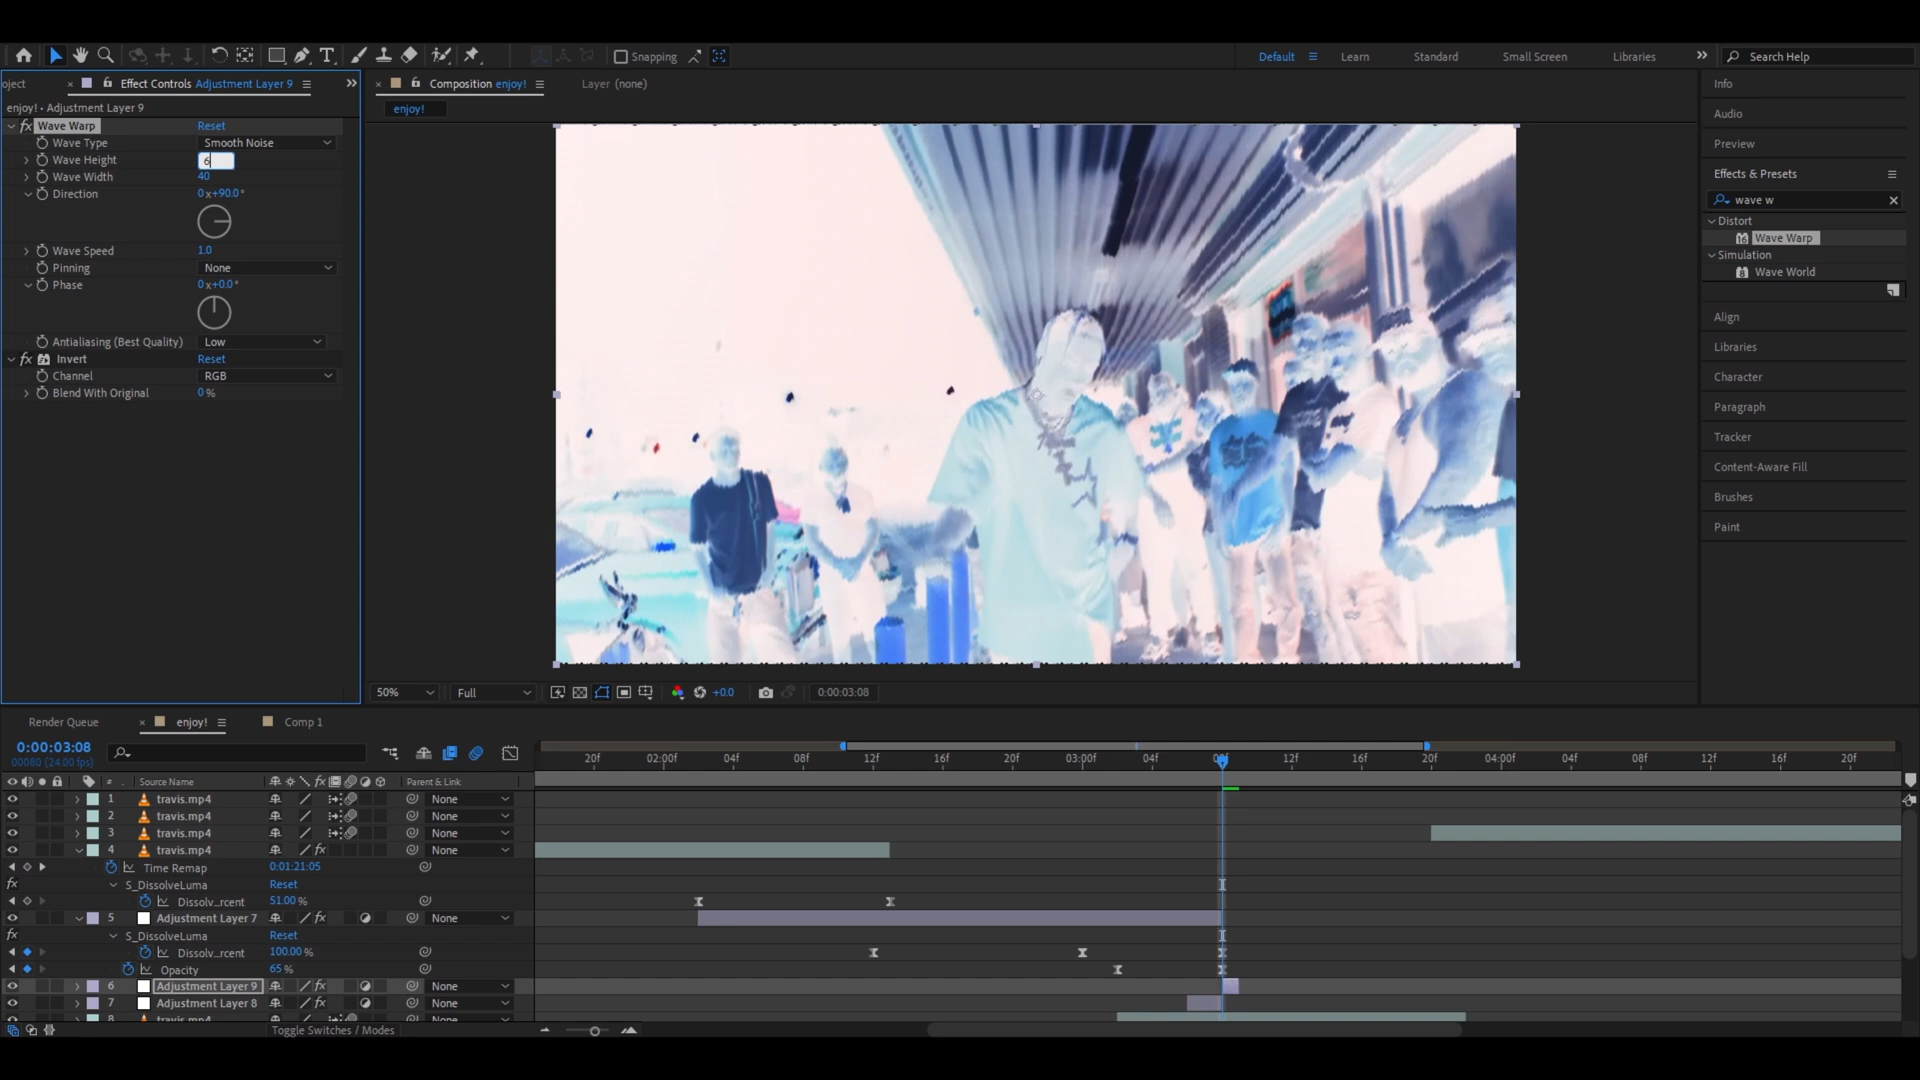 Snapping
Default
Learn
Standard
Small Screen
Libraries
Search Help
oject
Effect Controls Adjustment Layer 9
Composition enjoy!
Layer (none)
Info
enjoy! • Adjustment Layer 9
enjoy!
Audio
Wave Warp Reset
Wave Type Smooth Noise
Wave Height 6
Wave Width 40
Direction 0x+90.0°
Wave Speed 1.0
Pinning None
Phase 0x+0.0°
Antialiasing (Best Quality) Low
Invert Reset
Channel RGB
Blend With Original 0 %
Preview
Effects & Presets
wave w
Distort
Wave Warp
Simulation
Wave World
Align
Libraries
Character
Paragraph
Tracker
Content-Aware Fill
Brushes
Paint
50% Full +0.0 0:00:03:08
Render Queue enjoy! Comp 1
0:00:03:08
00080 (24.00 fps)
20f 02:00f 04f 08f 12f 16f 20f 03:00f 04f 12f 16f 20f 04:00f 04f 08f 12f 16f 20f
# Source Name Parent & Link
1 travis.mp4 None
2 travis.mp4 None
3 travis.mp4 None
4 travis.mp4 None
Time Remap 0:01:21:05
S_DissolveLuma Reset
Dissolv...rcent 51.00 %
5 Adjustment Layer 7 None
S_DissolveLuma Reset
Dissolv...rcent 100.00 %
Opacity 65 %
6 Adjustment Layer 9 None
7 Adjustment Layer 8 None
8 travis.mp4 None
Toggle Switches / Modes